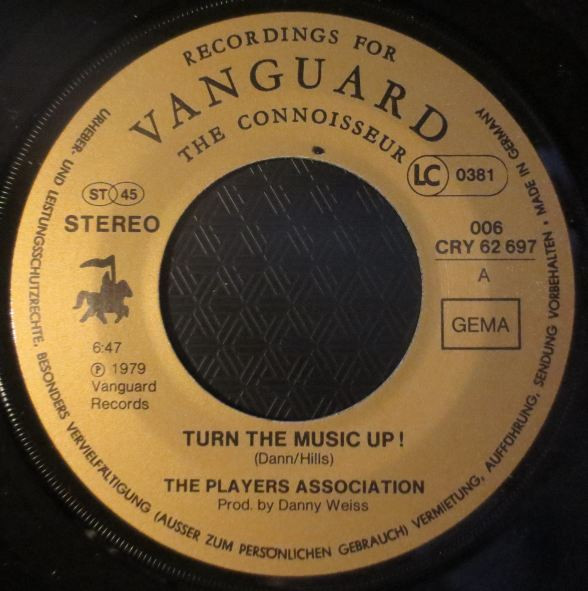 RECORDINGS FOR
VANGUARD
THE CONNOISSEUR
LC 0381
ST 45
STEREO
006
CRY 62 697
A
GEMA
6:47
℗ 1979
Vanguard
Records
TURN THE MUSIC UP!
(Dann/Hills)
THE PLAYERS ASSOCIATION
Prod. by Danny Weiss
URHEBER- UND LEISTUNGSSCHUTZRECHTE, BESONDERS VERVIELFÄLTIGUNG (AUSSER ZUM PERSÖNLICHEN GEBRAUCH) VERMIETUNG, AUFFÜHRUNG, SENDUNG VORBEHALTEN • MADE IN GERMANY